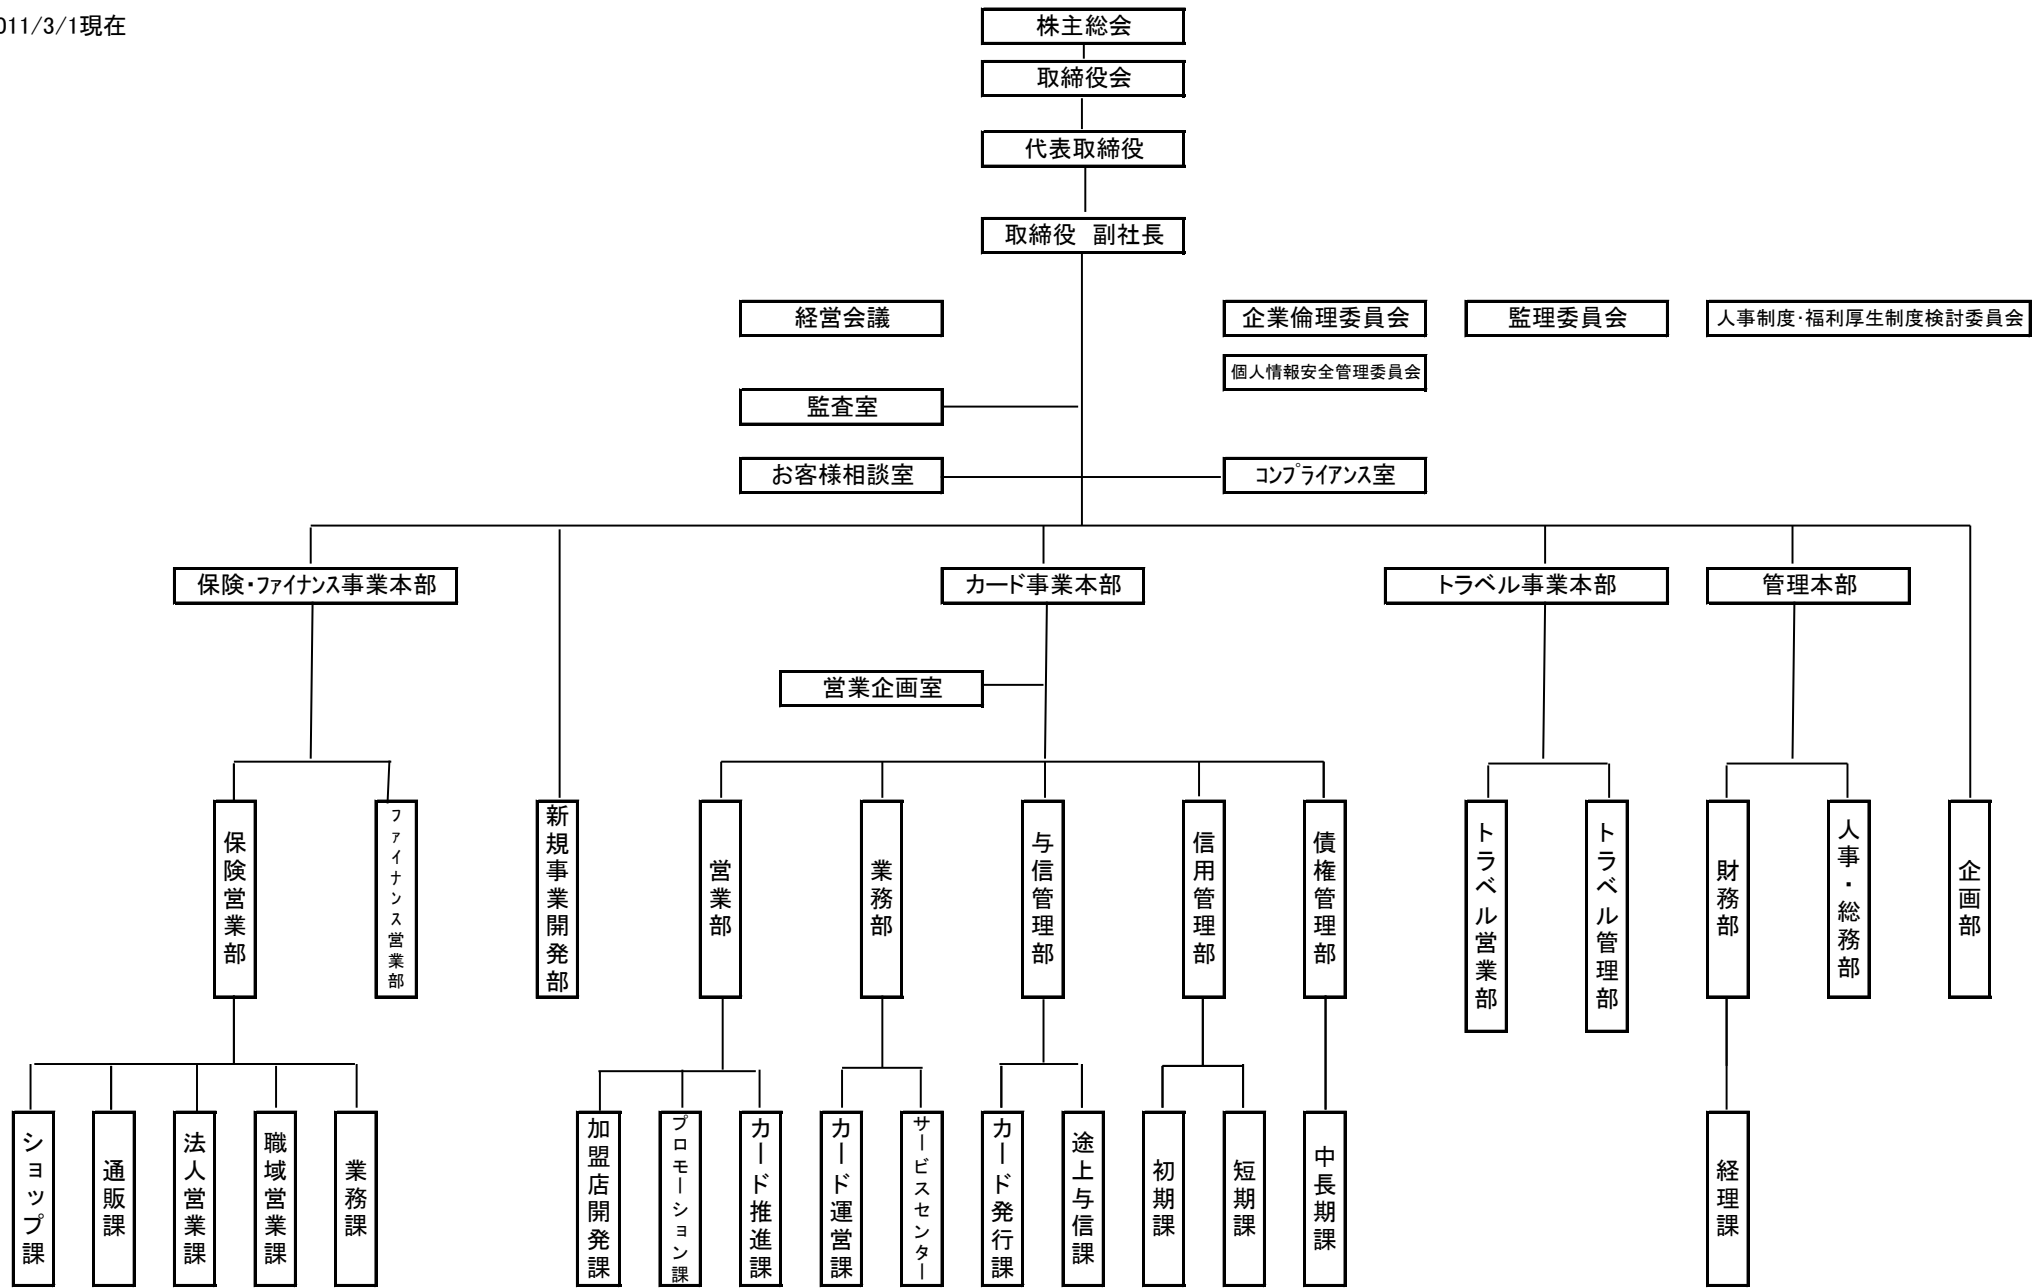 011/3/1現在
株主総会
取締役会
代表取締役
取締役　副社長
経営会議
企業倫理委員会
監理委員会
人事制度・福利厚生制度検討委員会
個人情報安全管理委員会
監査室
お客様相談室
コンプライアンス室
保険・ファイナンス事業本部
カード事業本部
トラベル事業本部
管理本部
営業企画室
保険営業部
ファイナンス営業部
新規事業開発部
営業部
業務部
与信管理部
信用管理部
債権管理部
トラベル営業部
トラベル管理部
財務部
人事・総務部
企画部
ショップ課
通販課
法人営業課
職域営業課
業務課
加盟店開発課
プロモーション課
カード推進課
カード運営課
サービスセンター
カード発行課
途上与信課
初期課
短期課
中長期課
経理課